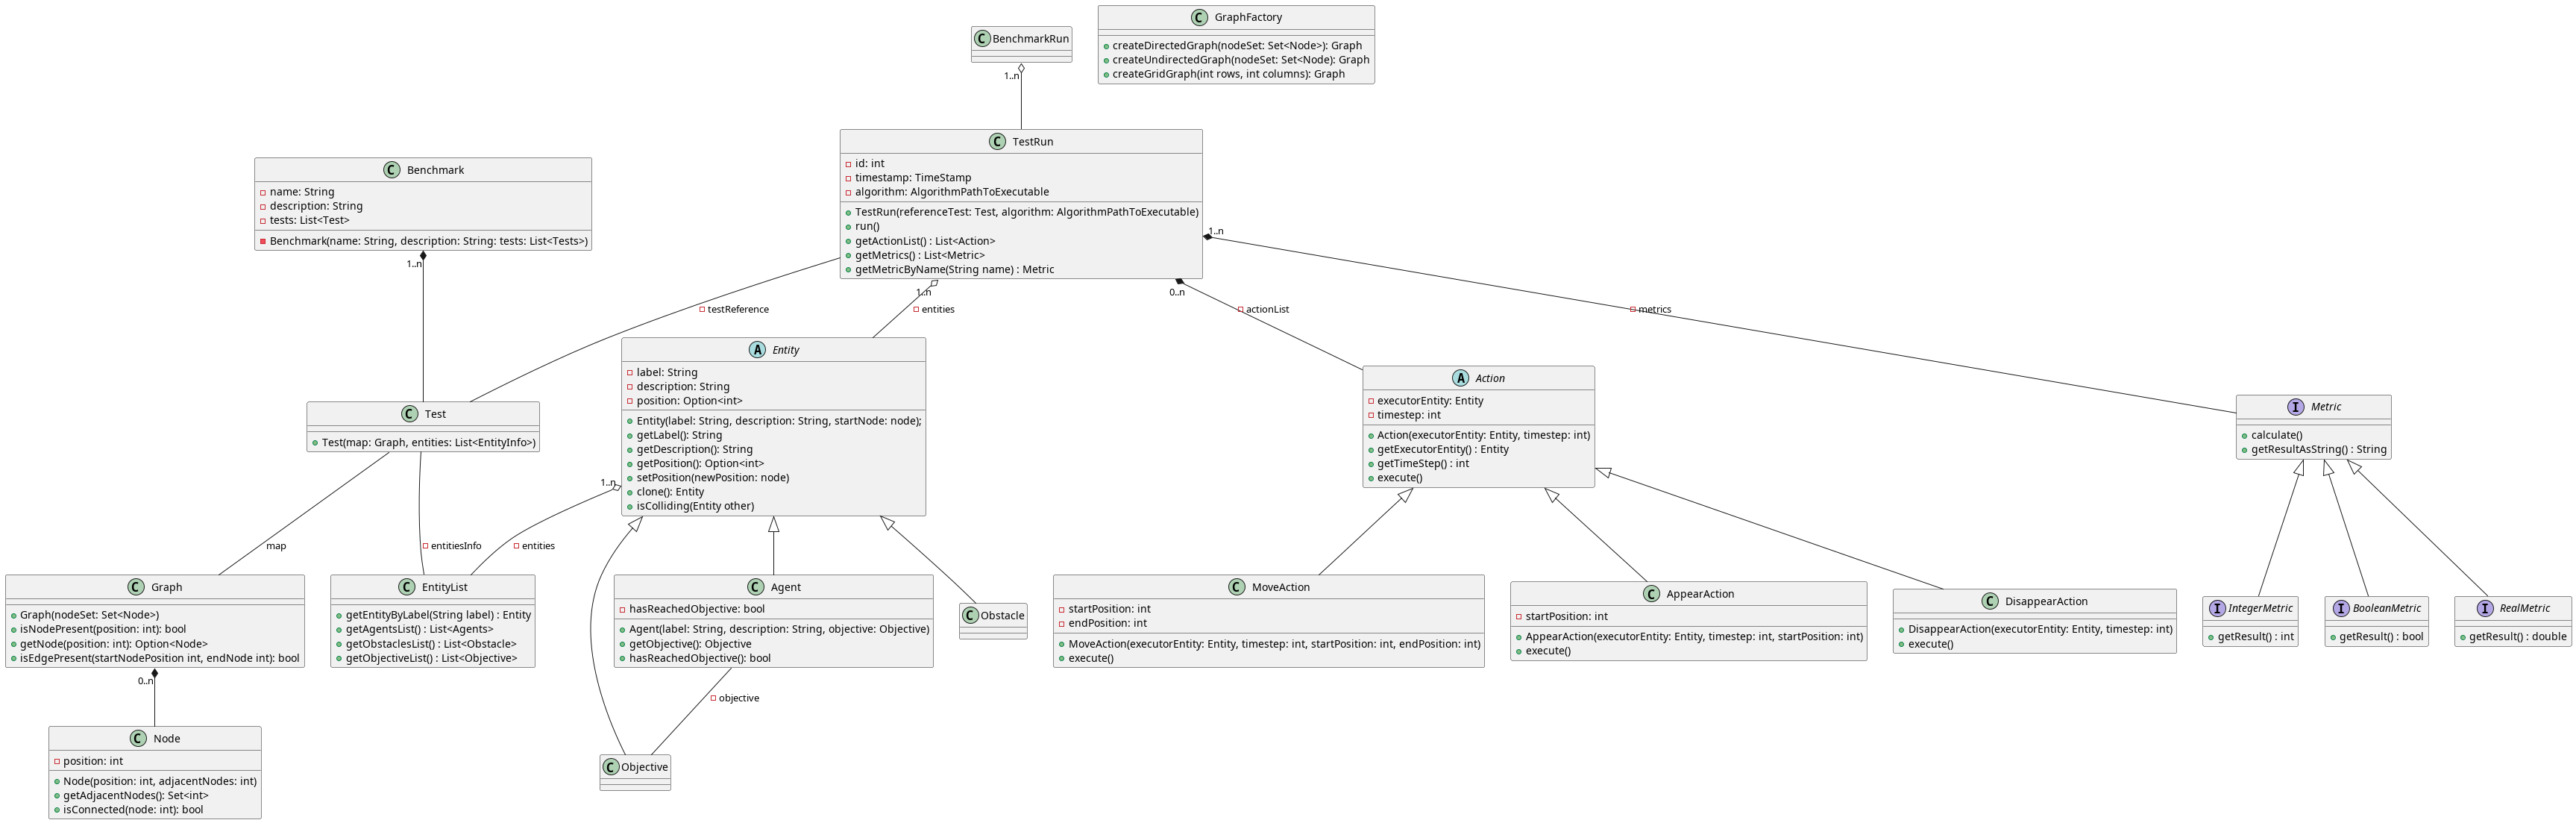 C GraphFactory
createDirectedGraph(nodeSet: Set<Node>): Graph
createUndirectedGraph(nodeSet: Set<Node): Graph
createGridGraph(int rows, int columns): Graph
C BenchmarkRun
1..n
C TestRun
id: int
timestamp: TimeStamp
algorithm: AlgorithmPathToExecutable
TestRun(referenceTest: Test, algorithm: AlgorithmPathToExecutable)
run()
getActionList() : List<Action>
getMetrics() : List<Metric>
getMetricByName(String name) : Metric
C Benchmark
name: String
description: String
tests: List<Test>
Benchmark(name: String, description: String: tests: List<Tests>)
1..n
1..n
1..n
0..n
testReference
entities
actionList
metrics
A Entity
label: String
description: String
position: Option<int>
Entity(label: String, description: String, startNode: node);
getLabel(): String
getDescription(): String
getPosition(): Option<int>
setPosition(newPosition: node)
clone(): Entity
isColliding(Entity other)
A Action
executorEntity: Entity
timestep: int
Action(executorEntity: Entity, timestep: int)
getExecutorEntity() : Entity
getTimeStep() : int
execute()
C Test
Test(map: Graph, entities: List<EntityInfo>)
I Metric
calculate()
getResultAsString() : String
1..n
map
entitiesInfo
entities
C Graph
Graph(nodeSet: Set<Node>)
isNodePresent(position: int): bool
getNode(position: int): Option<Node>
isEdgePresent(startNodePosition int, endNode int): bool
C EntityList
getEntityByLabel(String label) : Entity
getAgentsList() : List<Agents>
getObstaclesList() : List<Obstacle>
getObjectiveList() : List<Objective>
C Agent
hasReachedObjective: bool
Agent(label: String, description: String, objective: Objective)
getObjective(): Objective
hasReachedObjective(): bool
C Obstacle
C MoveAction
startPosition: int
endPosition: int
MoveAction(executorEntity: Entity, timestep: int, startPosition: int, endPosition: int)
execute()
C AppearAction
startPosition: int
AppearAction(executorEntity: Entity, timestep: int, startPosition: int)
execute()
C DisappearAction
DisappearAction(executorEntity: Entity, timestep: int)
execute()
I IntegerMetric
getResult() : int
I BooleanMetric
getResult() : bool
I RealMetric
getResult() : double
0..n
objective
C Node
position: int
Node(position: int, adjacentNodes: int)
getAdjacentNodes(): Set<int>
isConnected(node: int): bool
C Objective